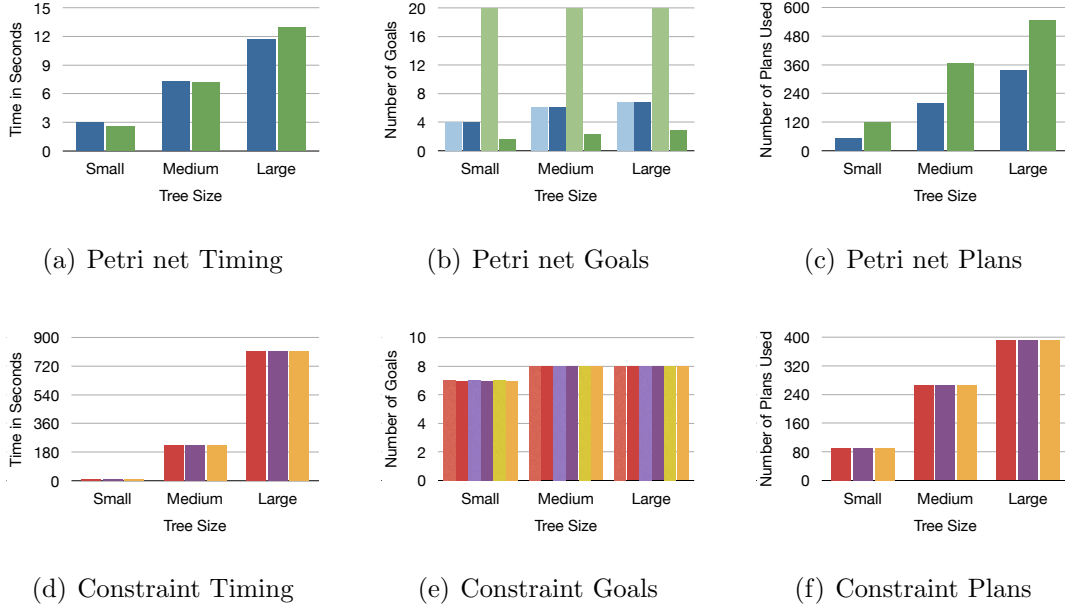 15
12
9
6
3
0
Time in Seconds
Small Medium Large
Tree Size
(a) Petri net Timing
20
16
12
8
4
0
Number of Goals
Small Medium Large
Tree Size
(b) Petri net Goals
600
480
360
240
120
0
Number of Plans Used
Small Medium Large
Tree Size
(c) Petri net Plans
900
720
540
360
180
0
Time in Seconds
Small Medium Large
Tree Size
(d) Constraint Timing
10
8
6
4
2
0
Number of Goals
Small Medium Large
Tree Size
(e) Constraint Goals
400
320
240
160
80
0
Number of Plans Used
Small Medium Large
Tree Size
(f) Constraint Plans